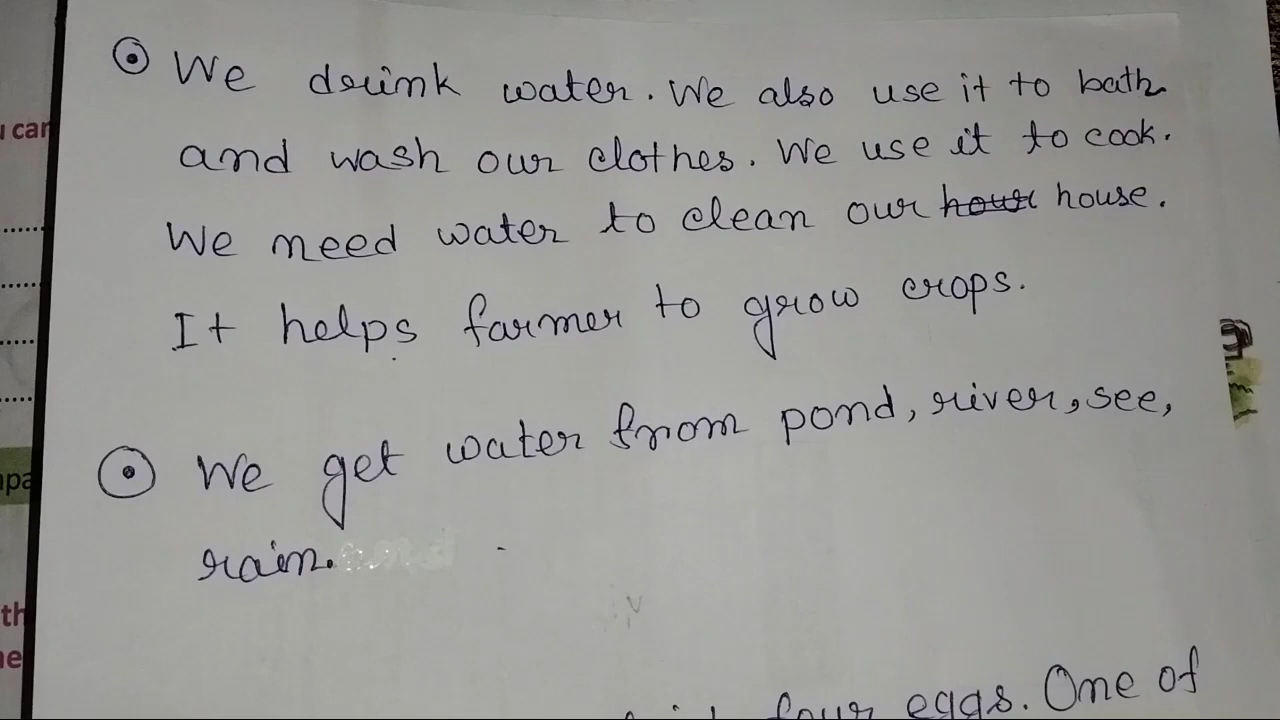 We drink water. We also use it to bath
and wash our clothes. We use it to cook.
We need water to clean our house.
It helps farmer to grow crops.
We get water from pond, river, see,
rain.
four eggs. One of